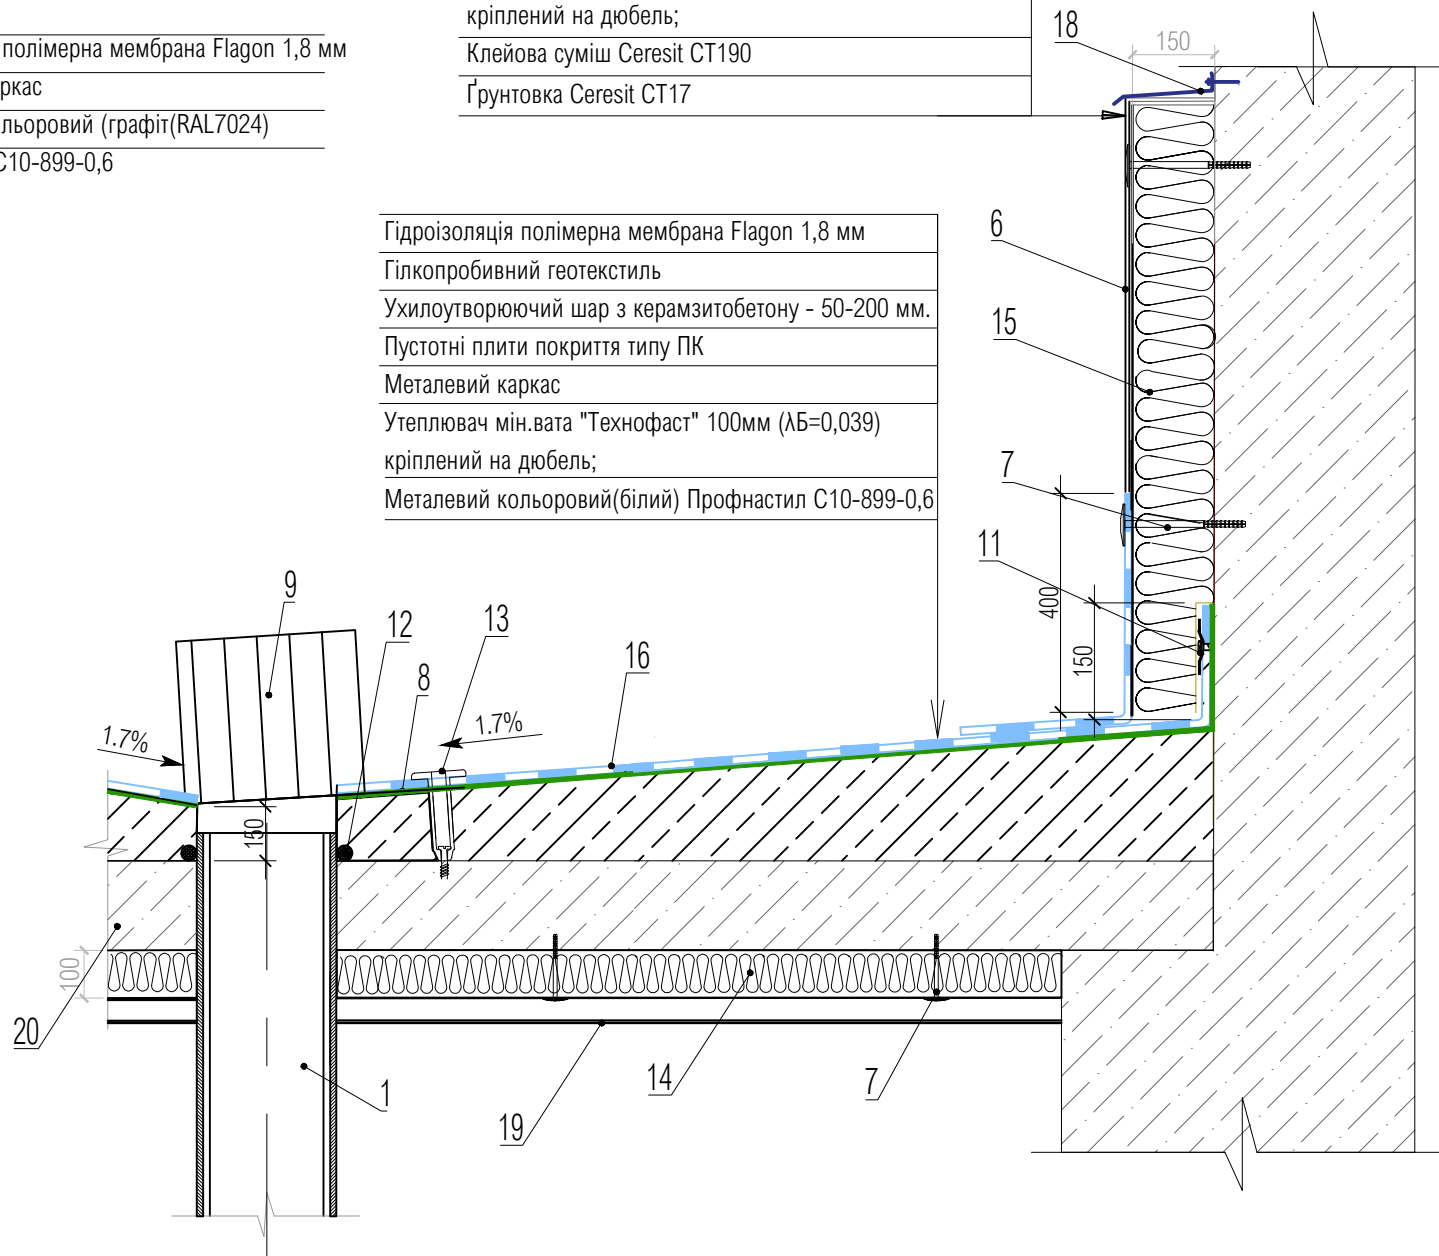 полімерна мембрана Flagon 1,8 мм
ркас
льоровий (графіт(RAL7024)
С10-899-0,6
кріплений на дюбель;
Клейова суміш Ceresit CT190
Ґрунтовка Ceresit CT17
Гідроізоляція полімерна мембрана Flagon 1,8 мм
Гілкопробивний геотекстиль
Ухилоутворюючий шар з керамзитобетону - 50-200 мм.
Пустотні плити покриття типу ПК
Металевий каркас
Утеплювач мін.вата "Технофаст" 100мм (λБ=0,039)
кріплений на дюбель;
Металевий кольоровий(білий) Профнастил С10-899-0,6
18
150
6
15
7
11
400
150
9
12
13
16
8
1.7%
1.7%
150
100
20
1
19
14
7